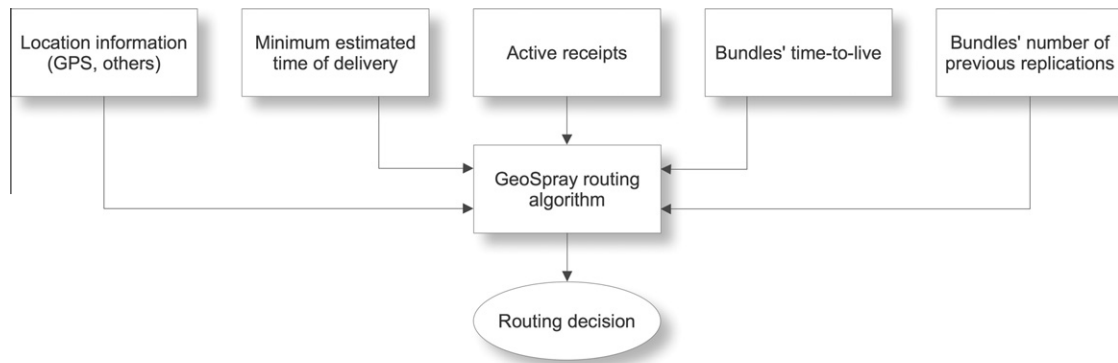 Location information
(GPS, others)
Minimum estimated
time of delivery
Active receipts
Bundles' time-to-live
Bundles' number of
previous replications
GeoSpray routing
algorithm
Routing decision